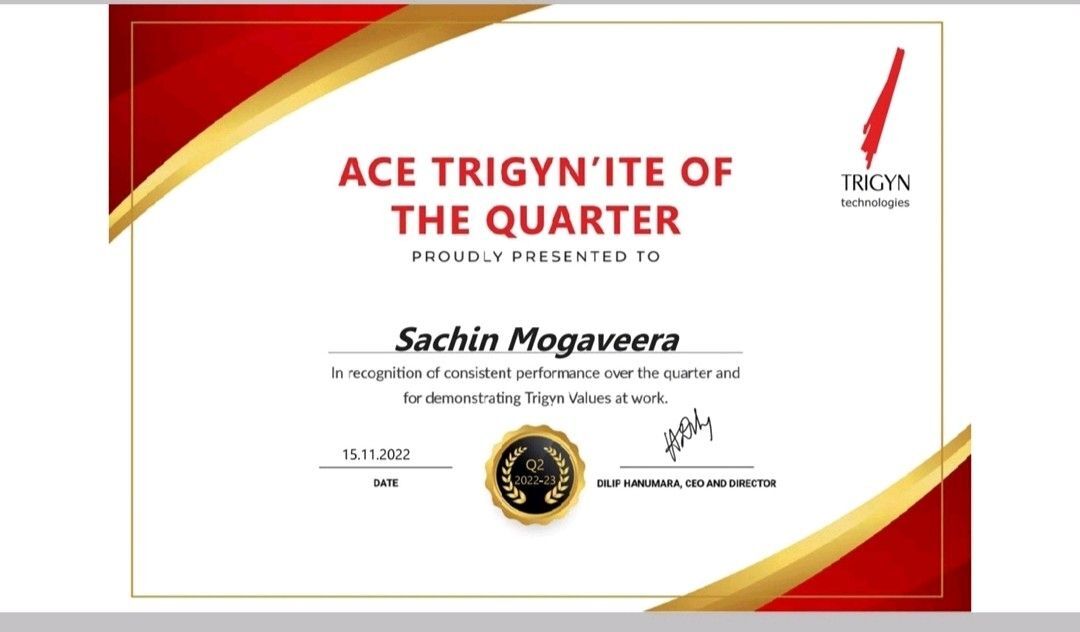 TRIGYN
technologies
ACE TRIGYN'ITE OF
THE QUARTER
PROUDLY PRESENTED TO
Sachin Mogaveera
In recognition of consistent performance over the quarter and
for demonstrating Trigyn Values at work.
15.11.2022
DATE
Q2
2022-23
DILIP HANUMARA, CEO AND DIRECTOR